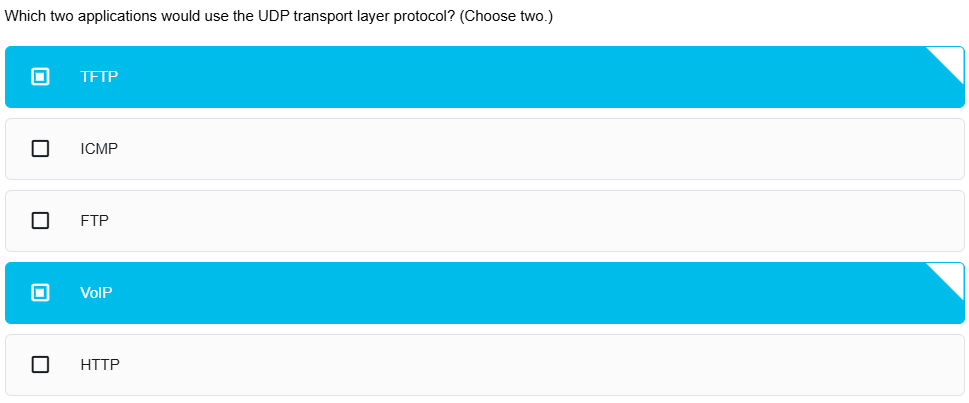 Which two applications would use the UDP transport layer protocol? (Choose two.)
TFTP
ICMP
FTP
VoIP
HTTP